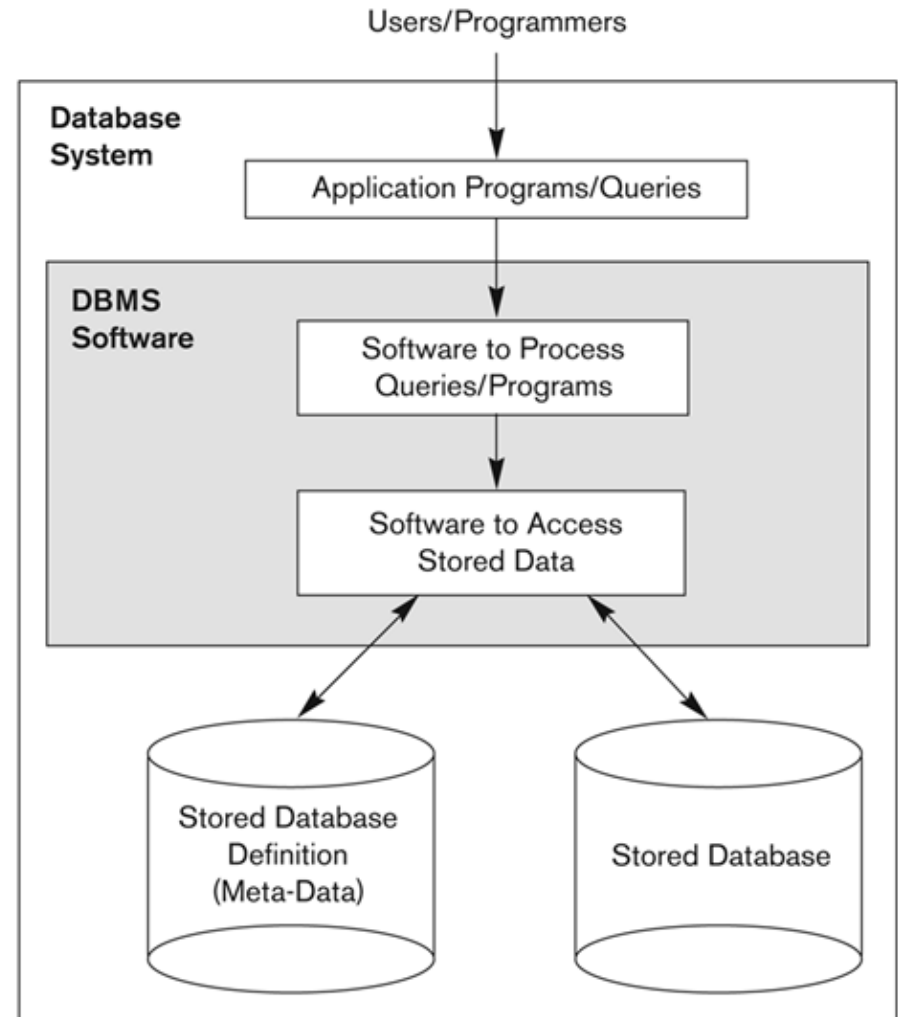 Users/Programmers
Database
System
Application Programs/Queries
DBMS
Software
Software to Process
Queries/Programs
Software to Access
Stored Data
Stored Database
Definition
(Meta-Data)
Stored Database